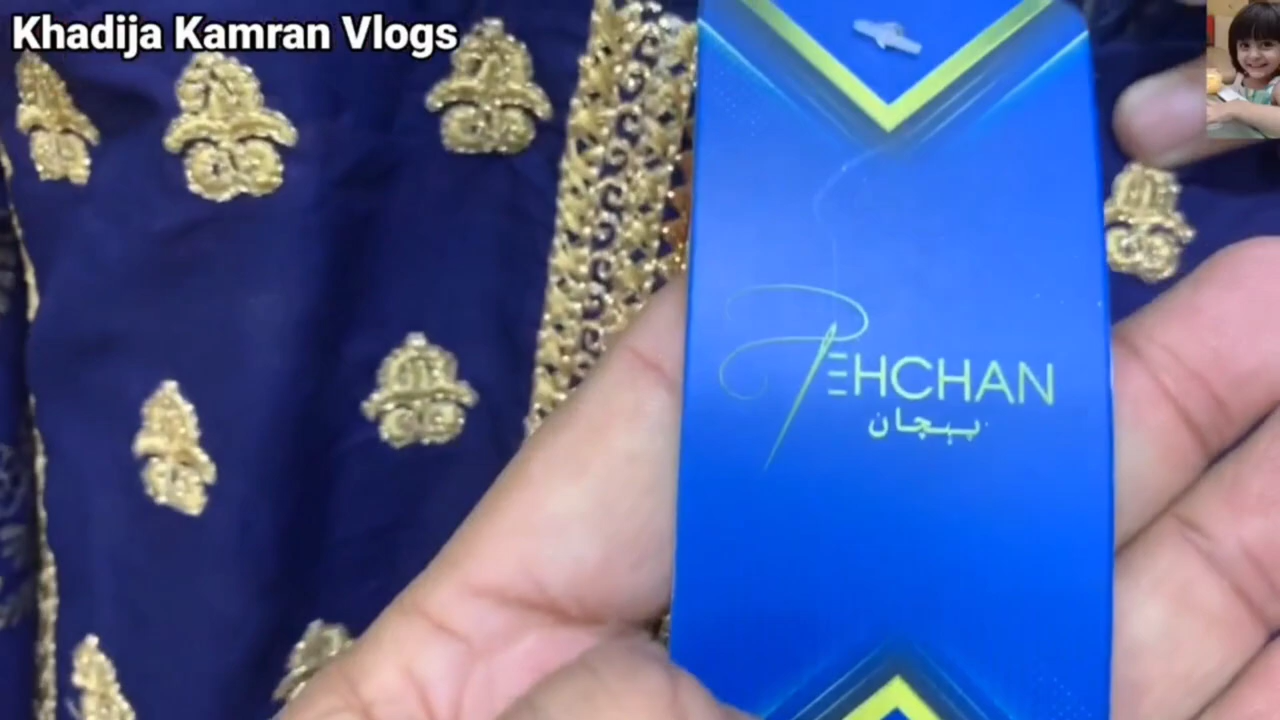 Khadija Kamran Vlogs
PEHCHAN
پہچان